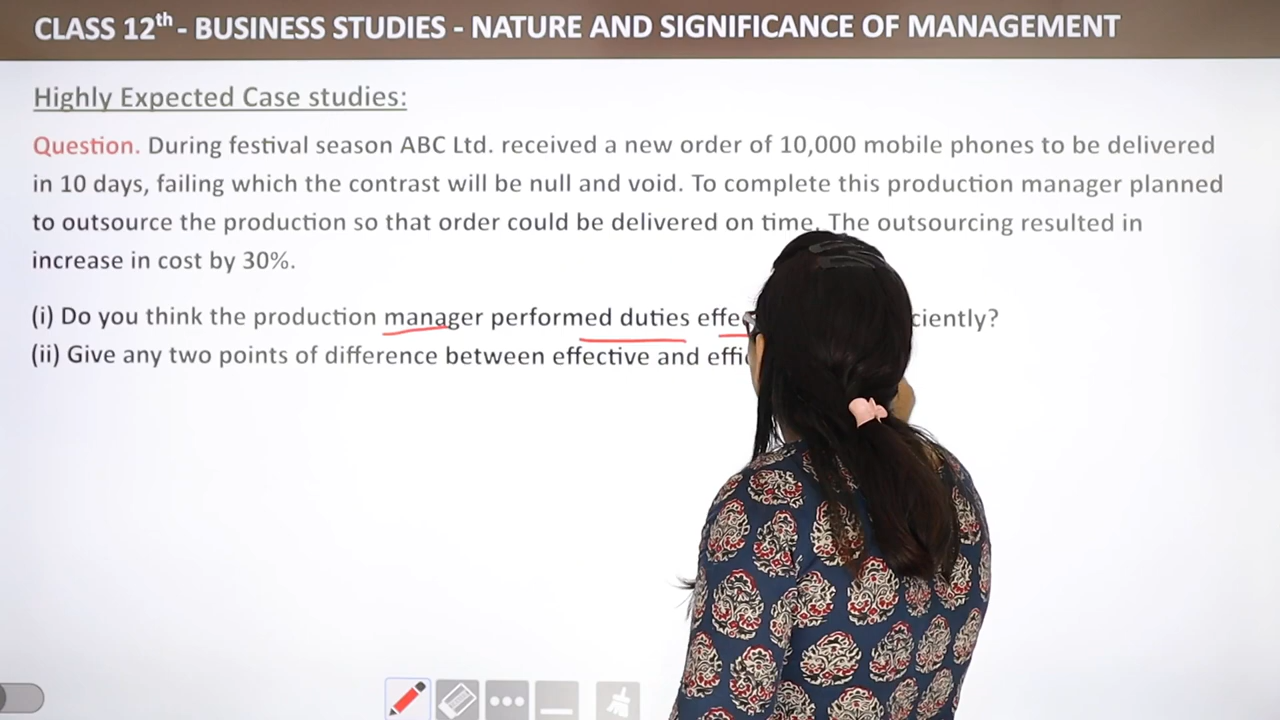 CLASS 12th - BUSINESS STUDIES - NATURE AND SIGNIFICANCE OF MANAGEMENT
Highly Expected Case studies:
Question. During festival season ABC Ltd. received a new order of 10,000 mobile phones to be delivered
in 10 days, failing which the contrast will be null and void. To complete this production manager planned
to outsource the production so that order could be delivered on time. The outsourcing resulted in
increase in cost by 30%.
(i) Do you think the production manager performed duties
(ii) Give any two points of difference between effective and